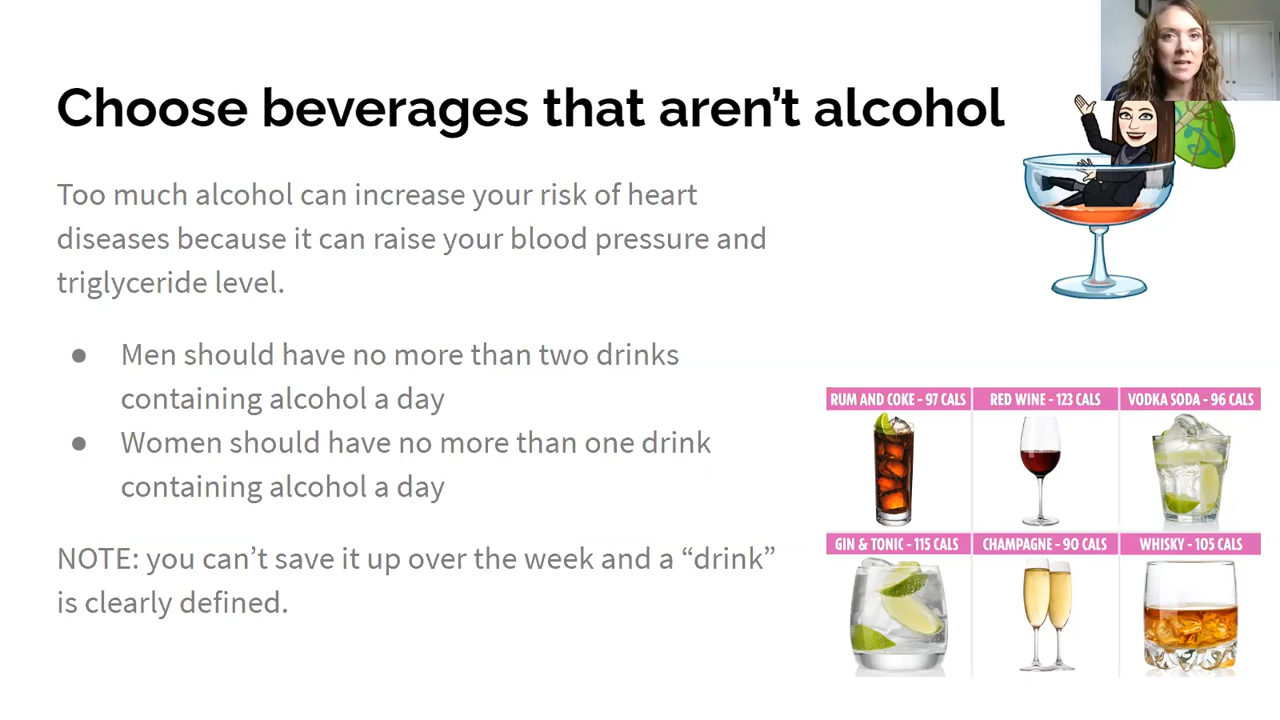 Choose beverages that aren't alcohol
Too much alcohol can increase your risk of heart
diseases because it can raise your blood pressure and
triglyceride level.
● Men should have no more than two drinks
containing alcohol a day
● Women should have no more than one drink
containing alcohol a day
NOTE: you can't save it up over the week and a “drink”
is clearly defined.
RUM AND COKE - 97 CALS
RED WINE - 123 CALS
VODKA SODA - 96 CALS
GIN & TONIC - 115 CALS
CHAMPAGNE - 90 CALS
WHISKY - 105 CALS